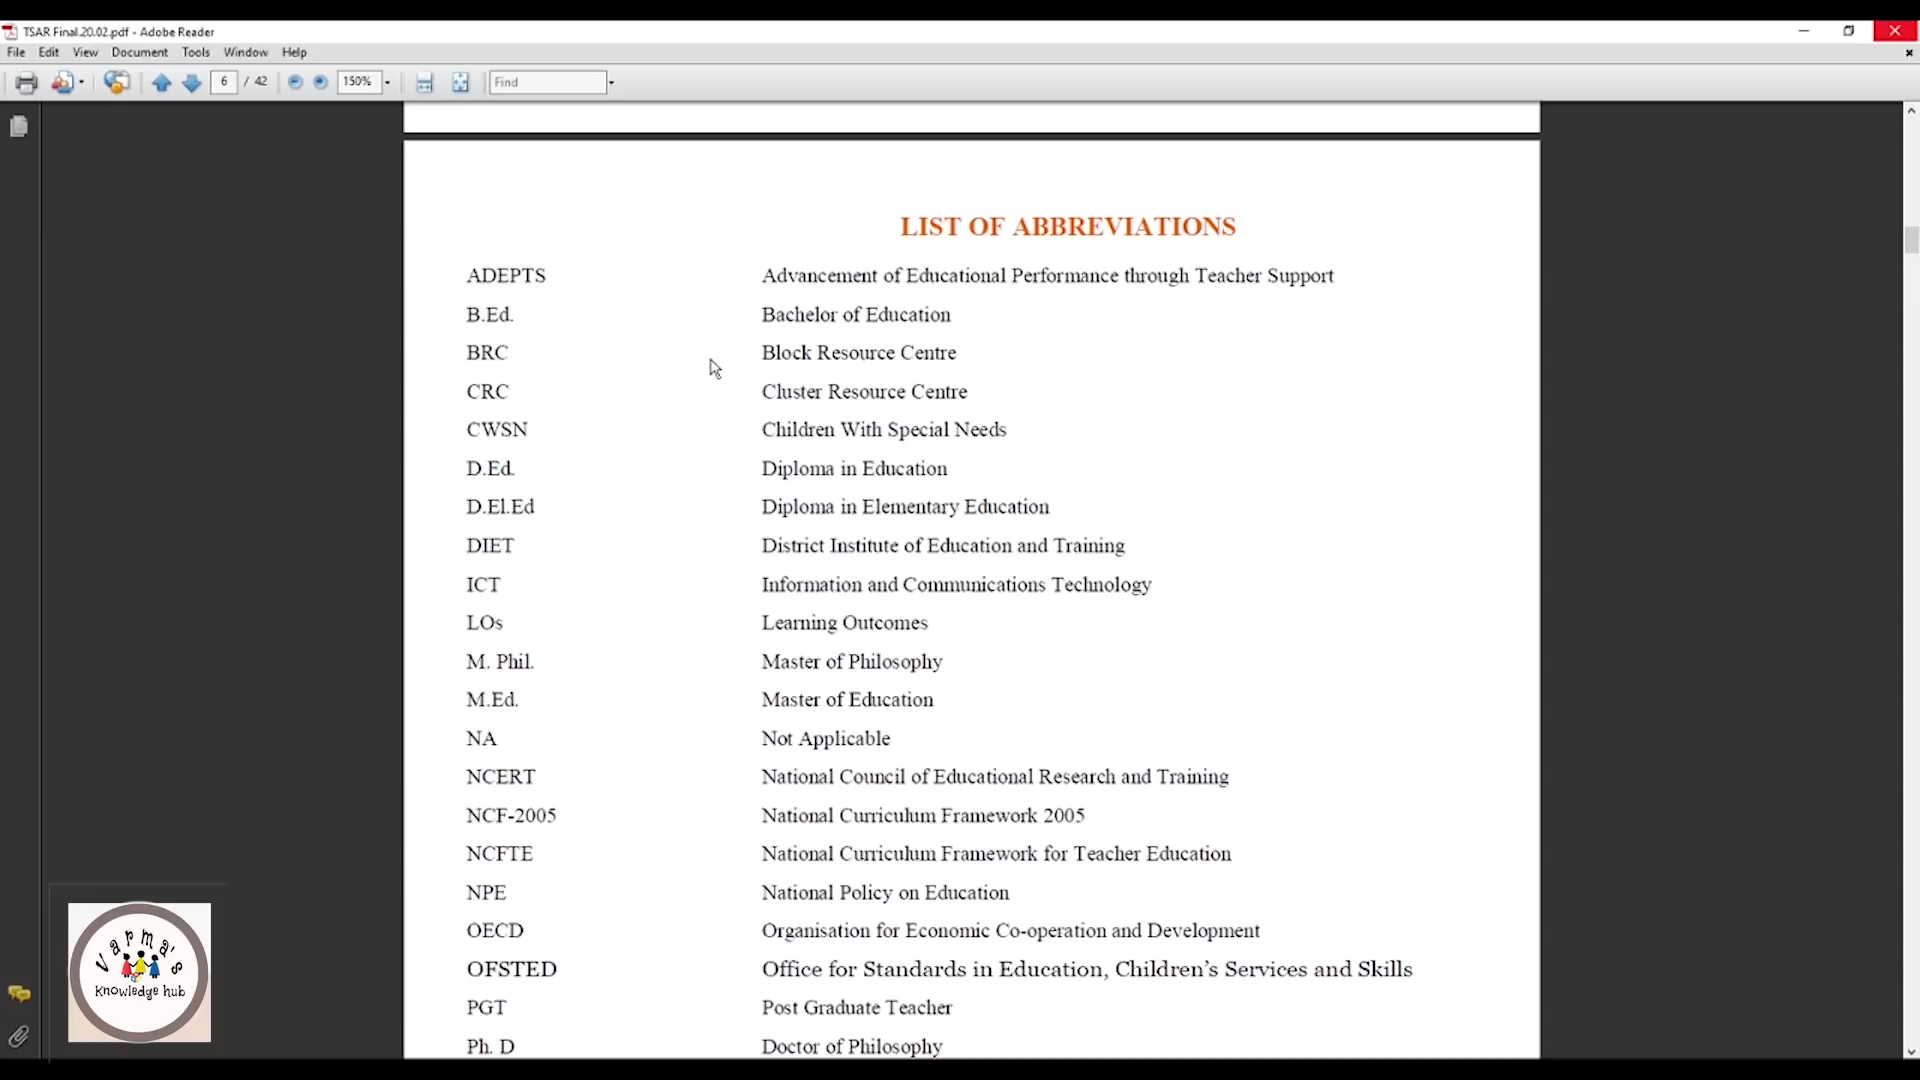 TSAR Final.20.02.pdf - Adobe Reader
File Edit View Document Tools Window Help
6 / 42 150% Find
LIST OF ABBREVIATIONS
ADEPTS Advancement of Educational Performance through Teacher Support
B.Ed. Bachelor of Education
BRC Block Resource Centre
CRC Cluster Resource Centre
CWSN Children With Special Needs
D.Ed. Diploma in Education
D.El.Ed Diploma in Elementary Education
DIET District Institute of Education and Training
ICT Information and Communications Technology
LOs Learning Outcomes
M. Phil. Master of Philosophy
M.Ed. Master of Education
NA Not Applicable
NCERT National Council of Educational Research and Training
NCF-2005 National Curriculum Framework 2005
NCFTE National Curriculum Framework for Teacher Education
NPE National Policy on Education
OECD Organisation for Economic Co-operation and Development
OFSTED Office for Standards in Education, Children's Services and Skills
PGT Post Graduate Teacher
Ph. D Doctor of Philosophy
Varma's
Knowledge hub